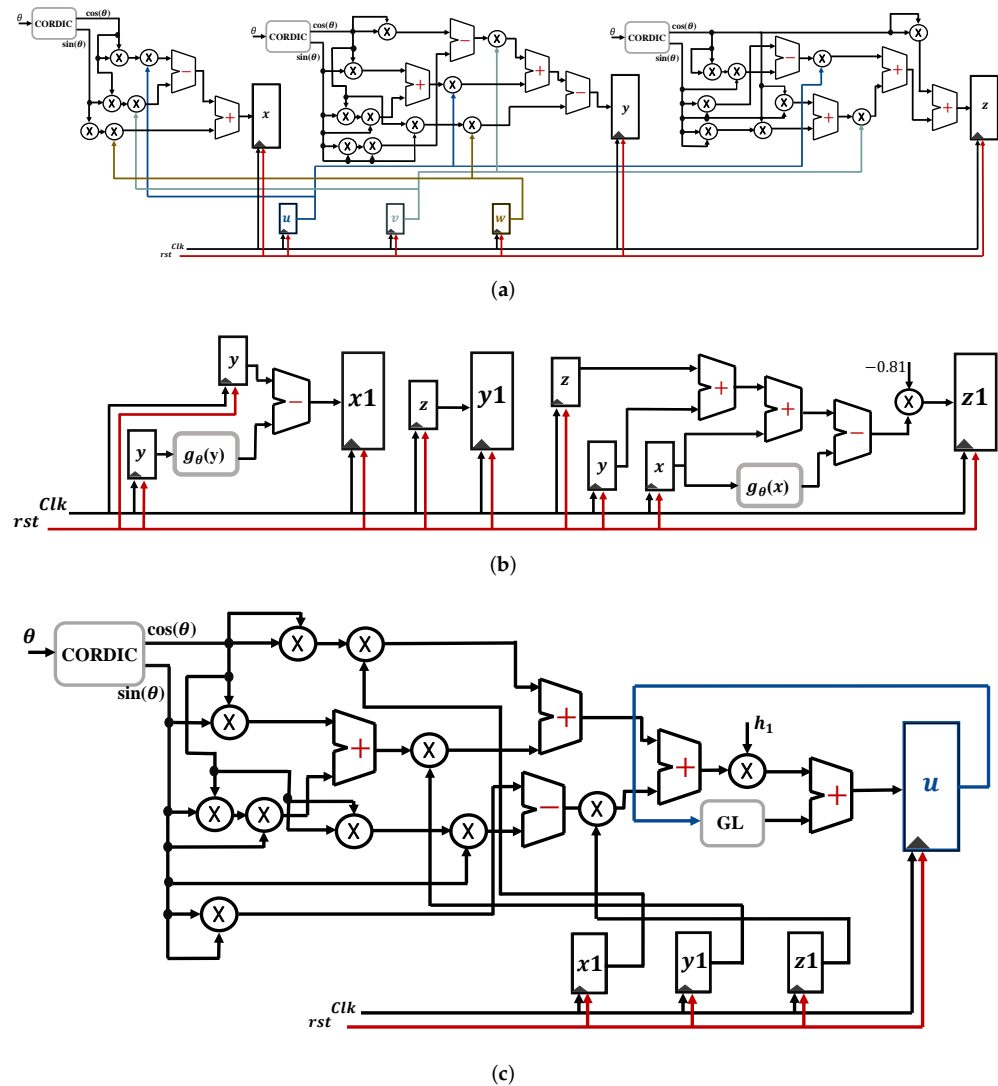 θ CORDIC cos(θ) sin(θ) X X X X X X − + x
θ CORDIC cos(θ) sin(θ) X X X X X X X X X X X − + + − y
θ CORDIC cos(θ) sin(θ) X X X X X X X X X − + + + z
u v w
Clk
rst
(a)
y − x1
y g_θ(y)
z y1
z + + − −0.81 X z1
y x g_θ(x)
Clk
rst
(b)
θ CORDIC cos(θ) sin(θ)
X X
X + X +
X X X X − X
X
+ h₁ X + u
GL
x1 y1 z1
Clk
rst
(c)